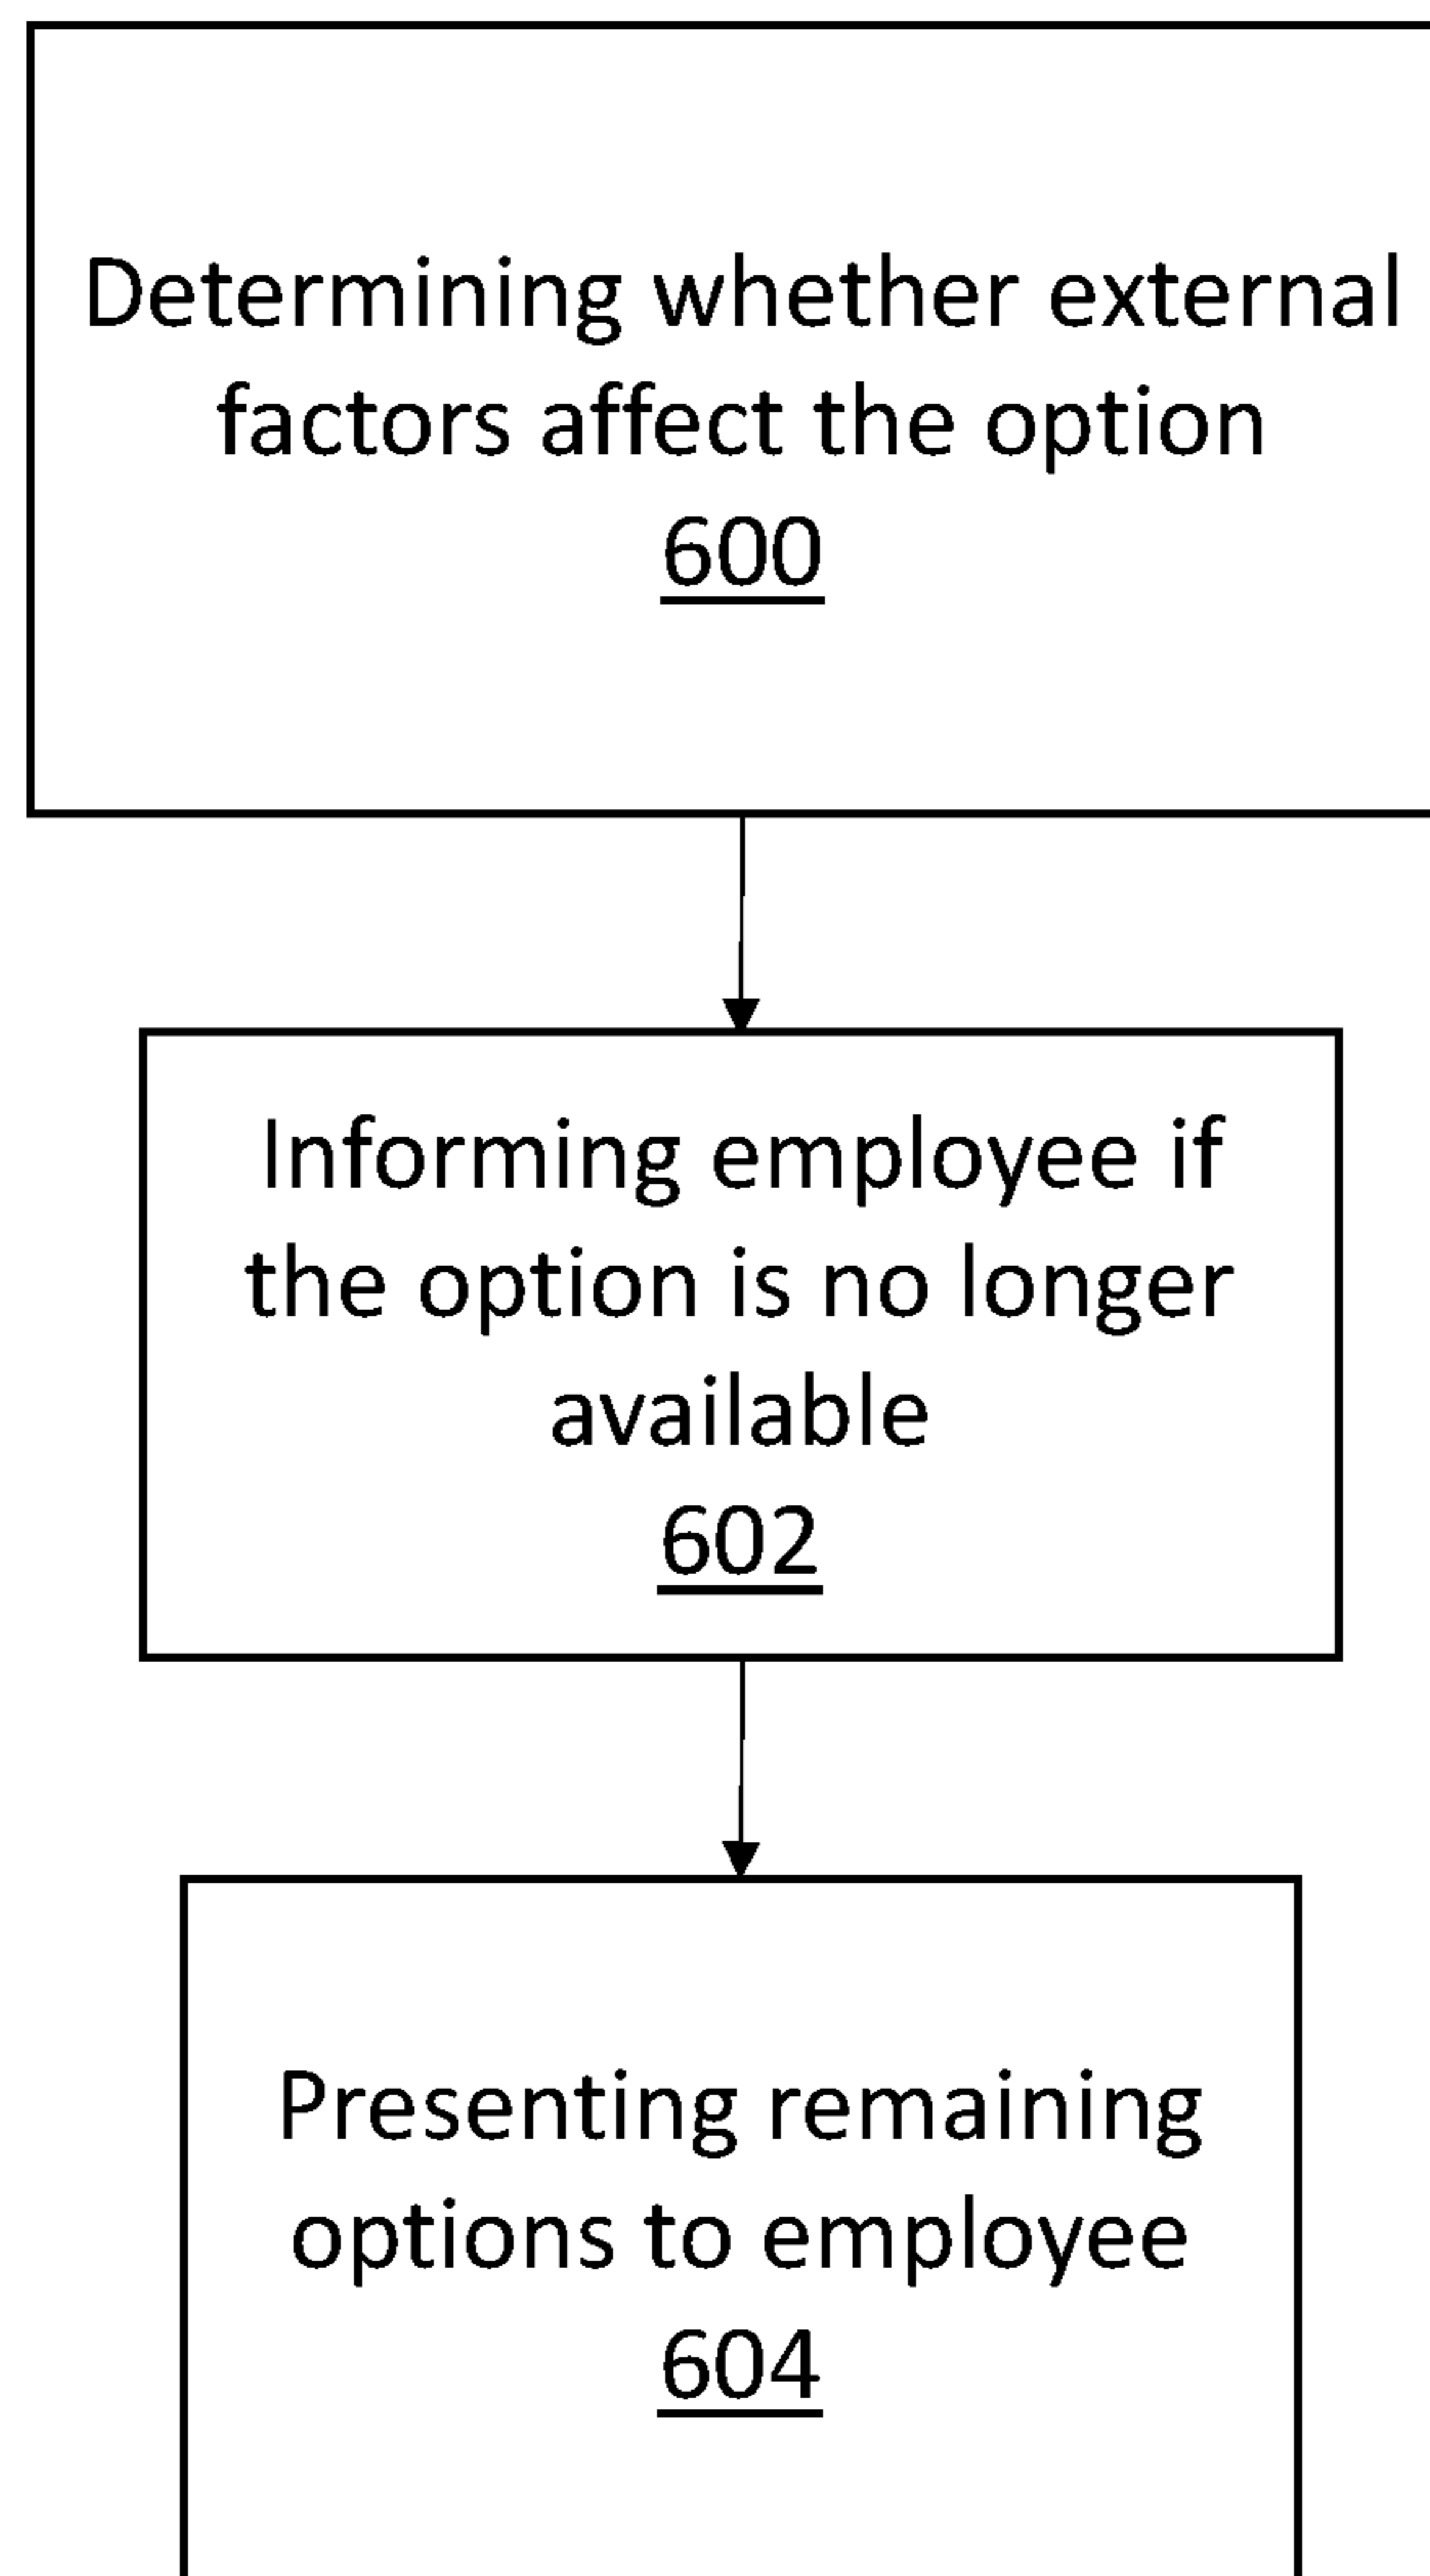 Determining whether external
factors affect the option
600
Informing employee if
the option is no longer
available
602
Presenting remaining
options to employee
604